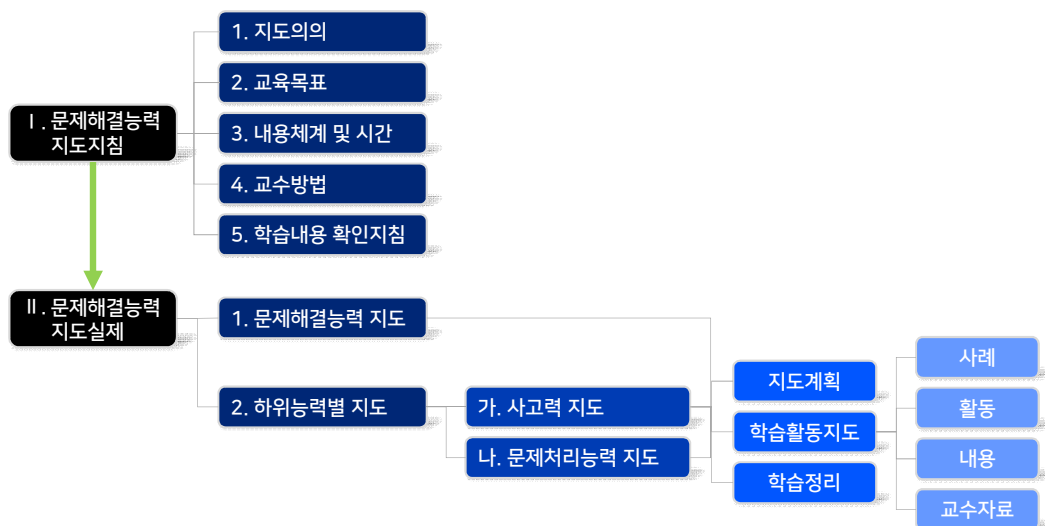 Ⅰ. 문제해결능력
지도지침
1. 지도의의
2. 교육목표
3. 내용체계 및 시간
4. 교수방법
5. 학습내용 확인지침
Ⅱ. 문제해결능력
지도실제
1. 문제해결능력 지도
2. 하위능력별 지도
가. 사고력 지도
나. 문제처리능력 지도
지도계획
학습활동지도
학습정리
사례
활동
내용
교수자료